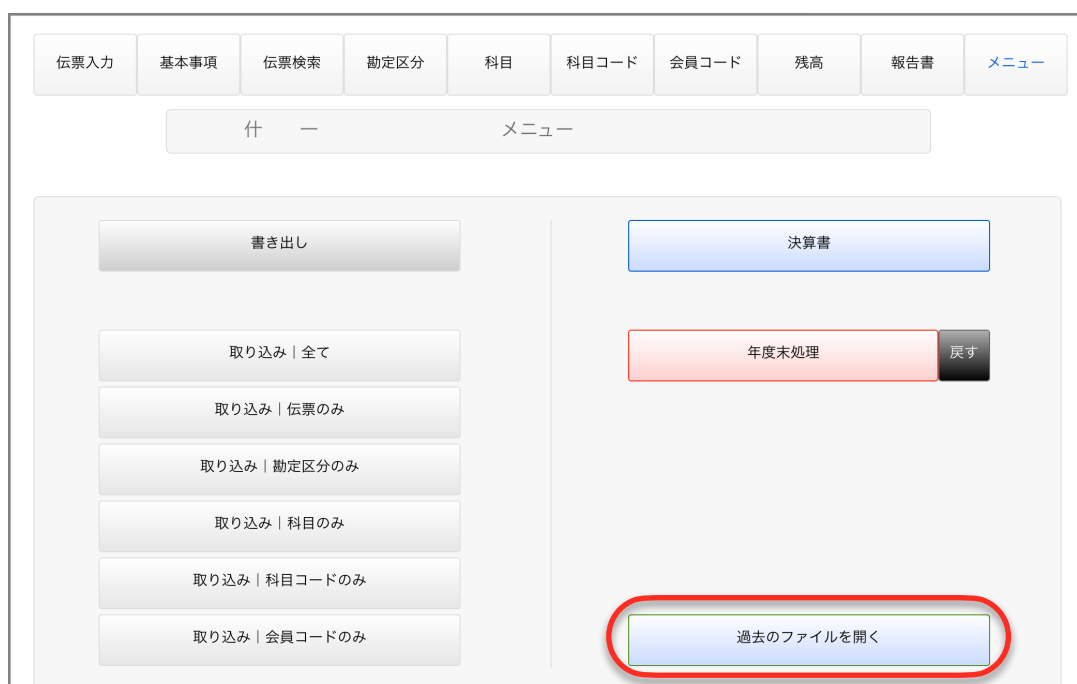 伝票入力 基本事項 伝票検索 勘定区分 科目 科目コード 会員コード 残高 報告書 メニュー
什 一 メニュー
書き出し
決算書
取り込み｜全て
年度末処理 戻す
取り込み｜伝票のみ
取り込み｜勘定区分のみ
取り込み｜科目のみ
取り込み｜科目コードのみ
取り込み｜会員コードのみ
過去のファイルを開く